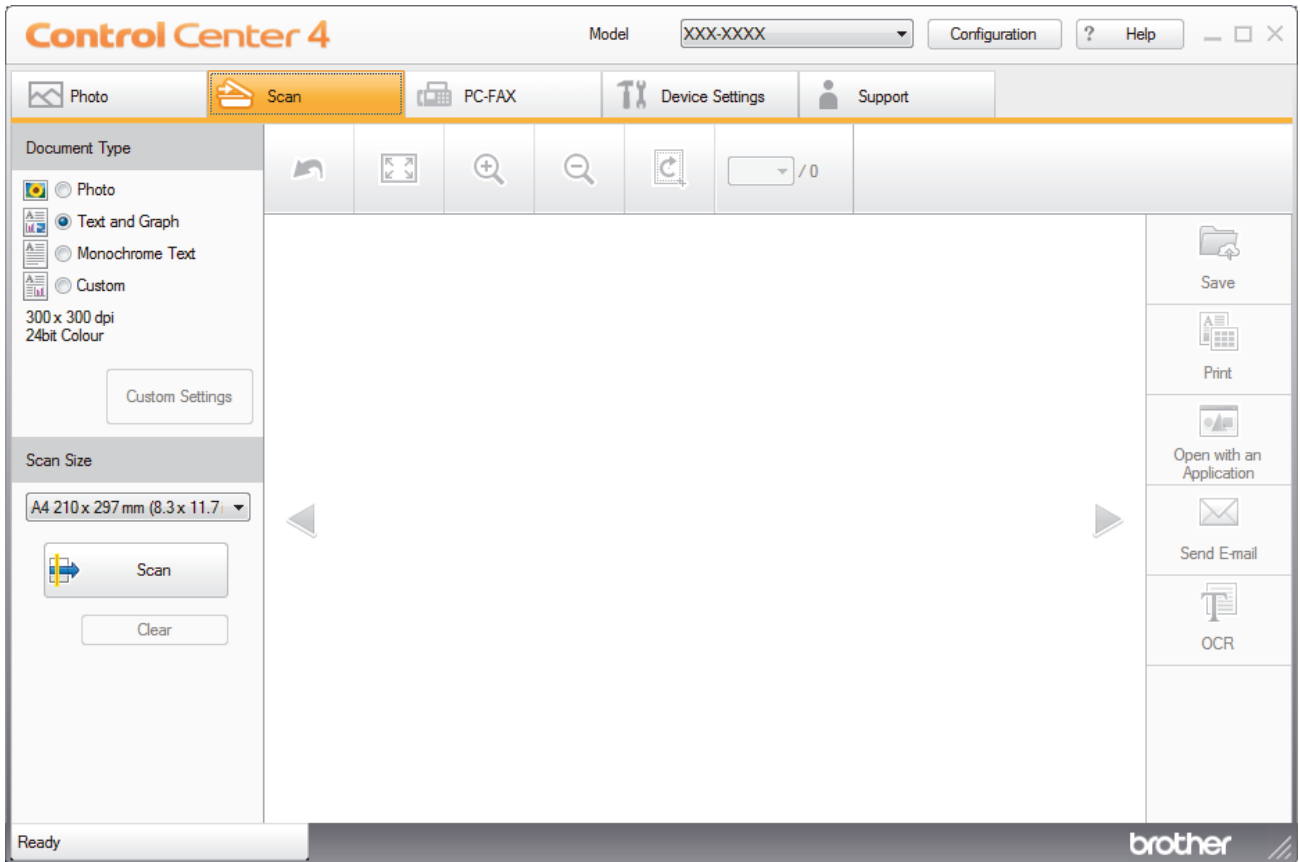 Control Center 4
Model XXX-XXXX Configuration ? Help
Photo Scan PC-FAX Device Settings Support
Document Type
Photo
Text and Graph
Monochrome Text
Custom
300 x 300 dpi
24bit Colour
Custom Settings
Scan Size
A4 210 x 297 mm (8.3 x 11.7
Scan
Clear
/ 0
Save
Print
Open with an
Application
Send E-mail
OCR
Ready
brother